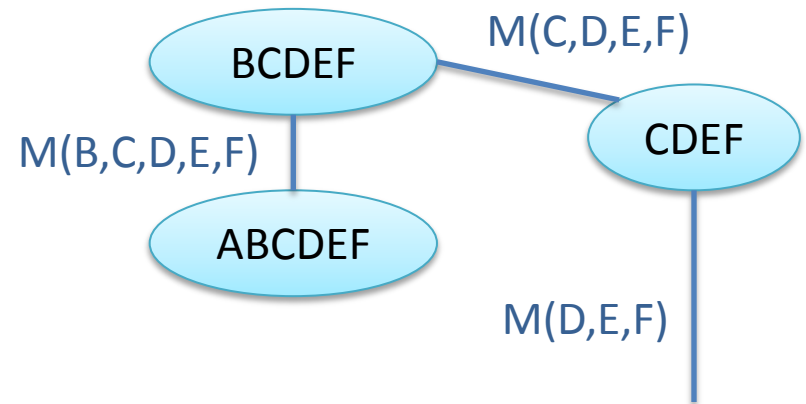 M(C,D,E,F)
BCDEF
CDEF
M(B,C,D,E,F)
ABCDEF
M(D,E,F)